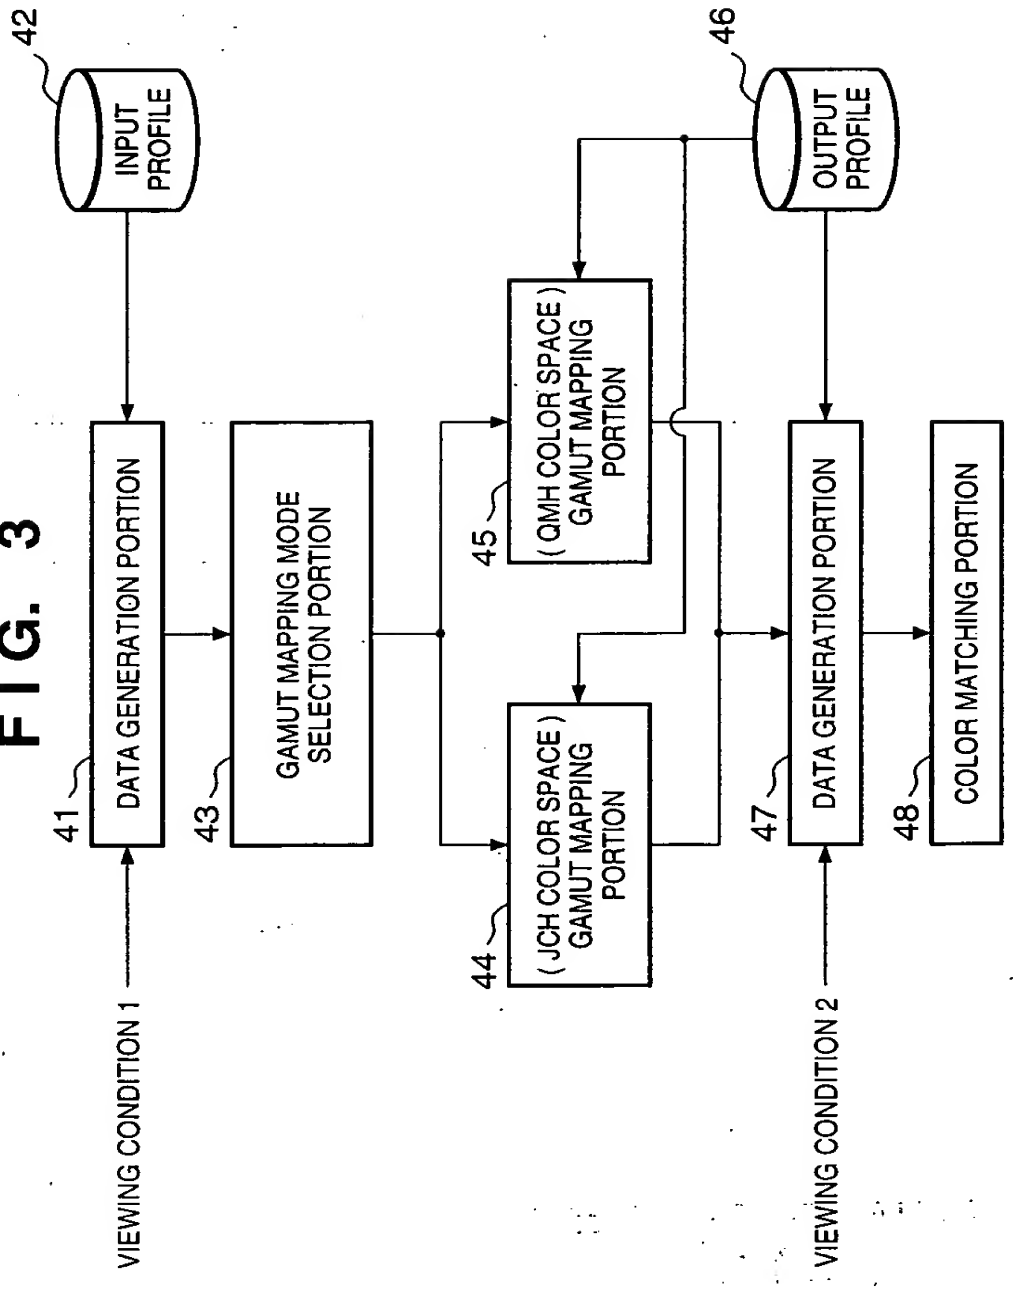 FIG. 3
42
INPUT
PROFILE
41
DATA GENERATION PORTION
VIEWING CONDITION 1
43
GAMUT MAPPING MODE
SELECTION PORTION
44
( JCH COLOR SPACE )
GAMUT MAPPING
PORTION
45
( QMH COLOR SPACE )
GAMUT MAPPING
PORTION
46
OUTPUT
PROFILE
47
DATA GENERATION PORTION
VIEWING CONDITION 2
48
COLOR MATCHING PORTION